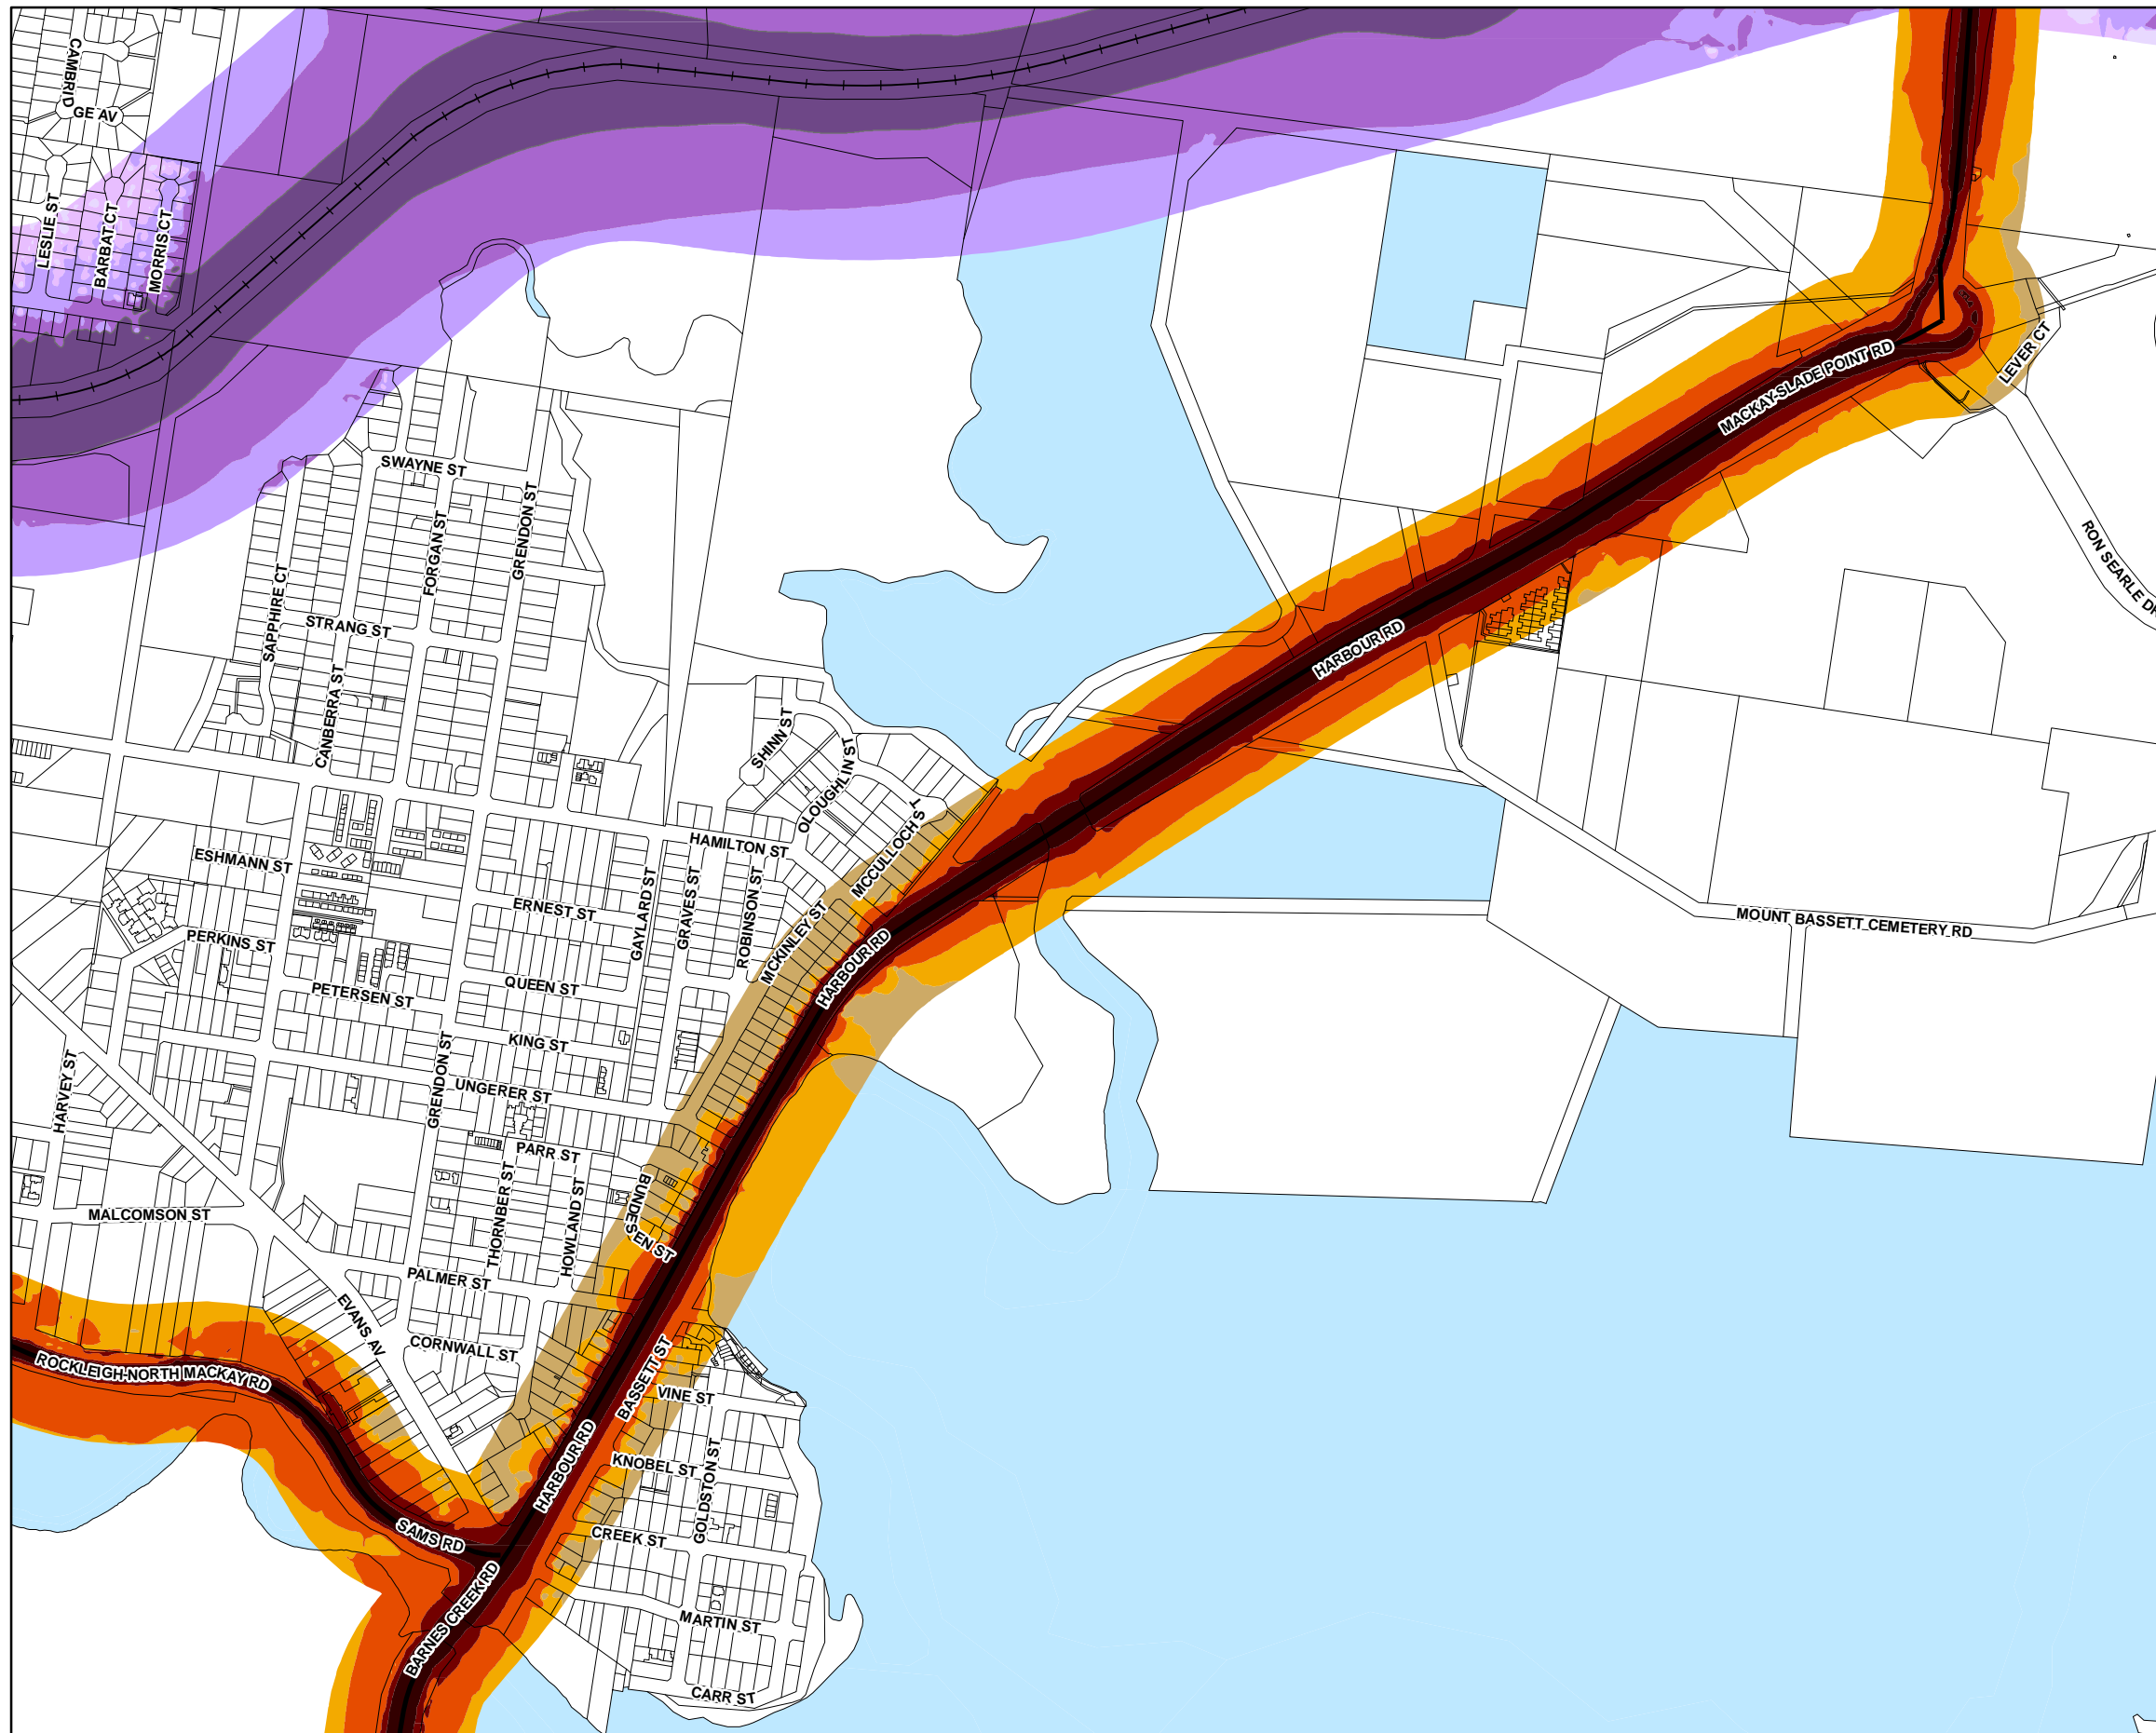 CAMBRID
GE AV
LESLIE ST
BARBAT CT
MORRIS CT
MACKAY-SLADE POINT RD
LEVER CT
RON SEARLE DR
SWAYNE ST
FORGAN ST
GRENDON ST
SAPPHIRE CT
STRANG ST
CANBERRA ST
HARBOUR RD
SHINN ST
OLOUGHLIN ST
MCCULLOCH S
T
HAMILTON ST
ESHMANN ST
GAYLARD ST
GRAVES ST
ROBINSON ST
ERNEST ST
MCKINLEY ST
HARBOUR RD
MOUNT BASSETT CEMETERY RD
PERKINS ST
PETERSEN ST
QUEEN ST
KING ST
HARVEY ST
GRENDON ST
UNGERER ST
PARR ST
THORNBER ST
HOWLAND ST
BUNDES
EN ST
MALCOMSON ST
PALMER ST
EVANS AV
CORNWALL ST
ROCKLEIGH-NORTH MACKAY RD
BASSETT ST
VINE ST
HARBOUR RD
KNOBEL ST
GOLDSTON ST
SAMS RD
CREEK ST
BARNES CREEK RD
MARTIN ST
CARR ST